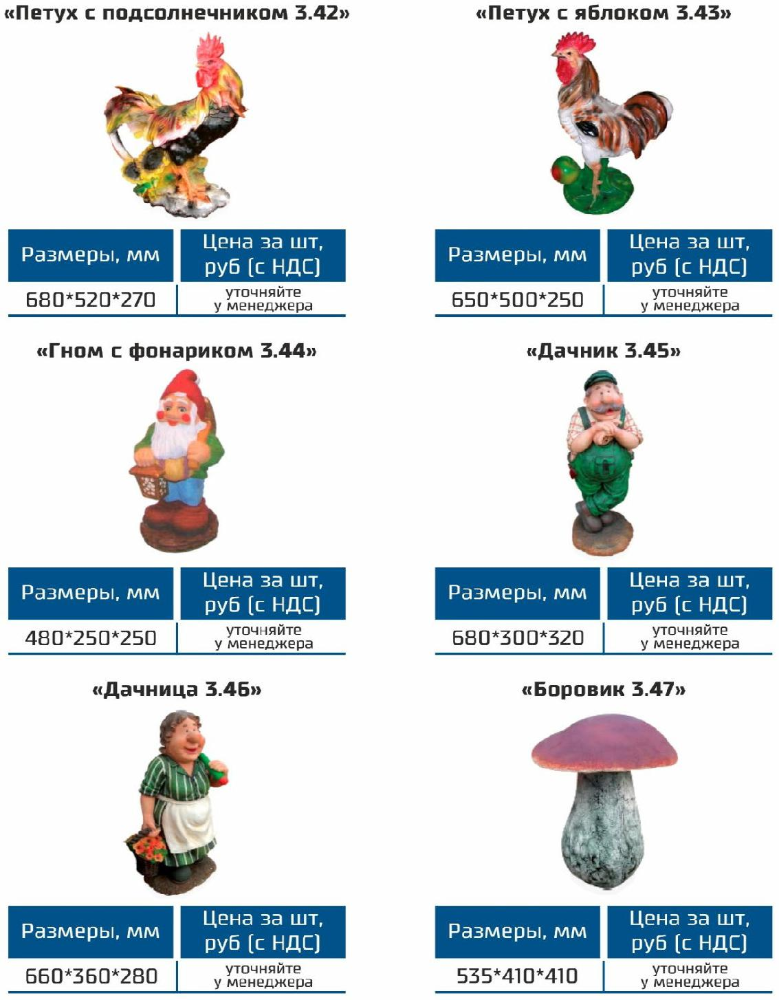 «Петух с подсолнечником 3.42»
Размеры, мм
Цена за шт,
руб (с НДС)
680*520*270
уточняйте
у менеджера
«Петух с яблоком 3.43»
Размеры, мм
Цена за шт,
руб (с НДС)
650*500*250
уточняйте
у менеджера
«Гном с фонариком 3.44»
Размеры, мм
Цена за шт,
руб (с НДС)
480*250*250
уточняйте
у менеджера
«Дачник 3.45»
Размеры, мм
Цена за шт,
руб (с НДС)
680*300*320
уточняйте
у менеджера
«Дачница 3.46»
Размеры, мм
Цена за шт,
руб (с НДС)
660*360*280
уточняйте
у менеджера
«Боровик 3.47»
Размеры, мм
Цена за шт,
руб (с НДС)
535*410*410
уточняйте
у менеджера